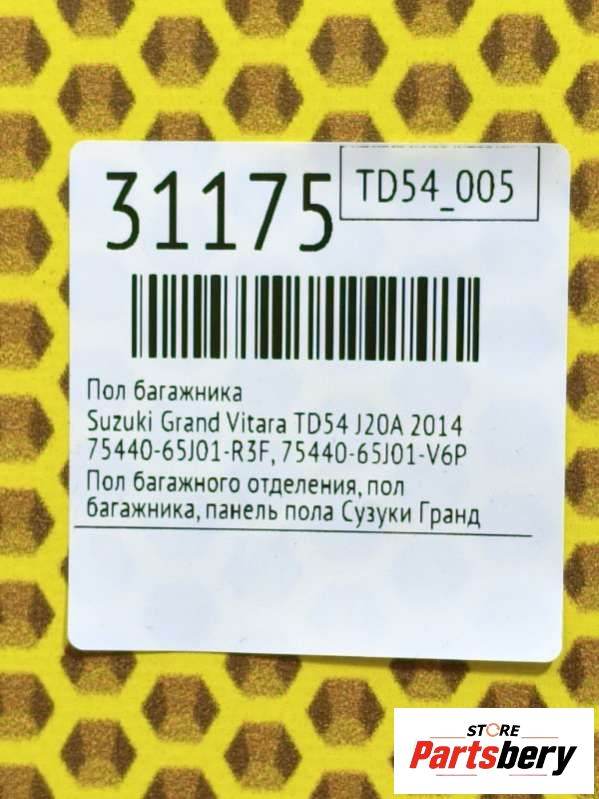 31175
TD54_005
Пол багажника
Suzuki Grand Vitara TD54 J20A 2014
75440-65J01-R3F, 75440-65J01-V6P
Пол багажного отделения, пол
багажника, панель пола Сузуки Гранд
STORE
Partsbery